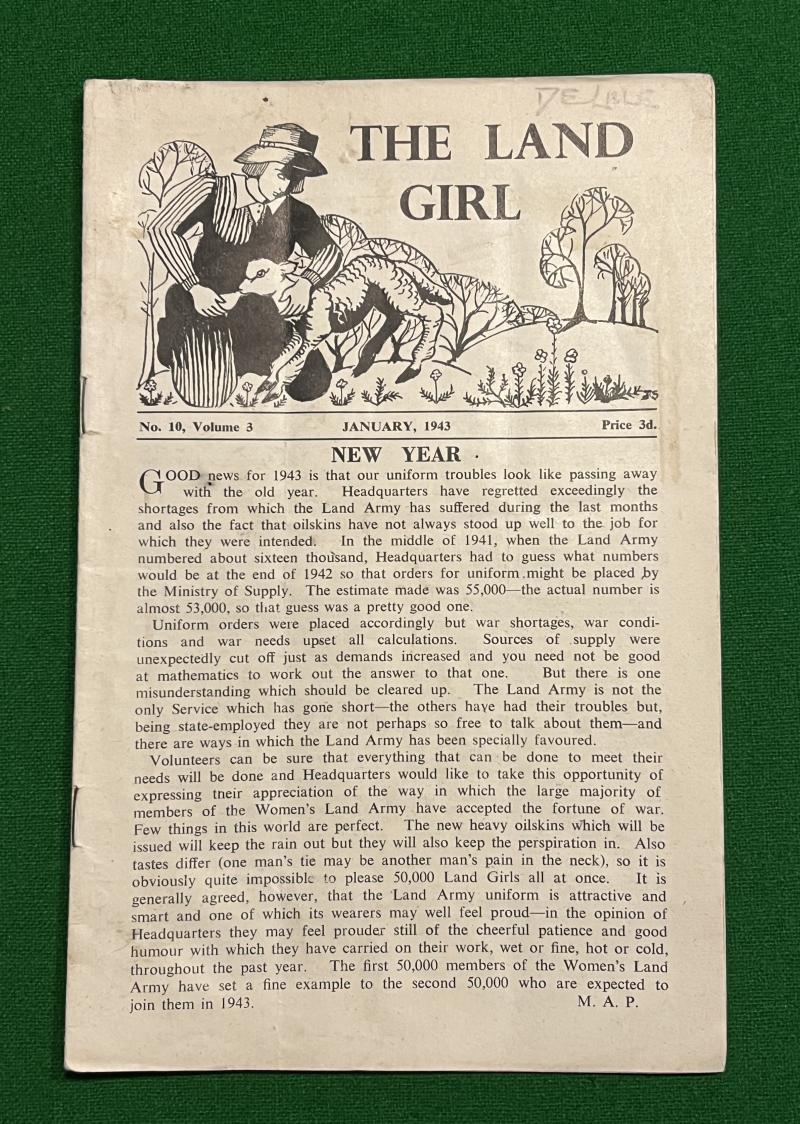 THE LAND
GIRL
JS
No. 10, Volume 3 JANUARY, 1943 Price 3d.
NEW YEAR
GOOD news for 1943 is that our uniform troubles look like passing away
with the old year. Headquarters have regretted exceedingly the
shortages from which the Land Army has suffered during the last months
and also the fact that oilskins have not always stood up well to the job for
which they were intended. In the middle of 1941, when the Land Army
numbered about sixteen thousand, Headquarters had to guess what numbers
would be at the end of 1942 so that orders for uniform might be placed by
the Ministry of Supply. The estimate made was 55,000—the actual number is
almost 53,000, so that guess was a pretty good one.
Uniform orders were placed accordingly but war shortages, war condi-
tions and war needs upset all calculations. Sources of supply were
unexpectedly cut off just as demands increased and you need not be good
at mathematics to work out the answer to that one. But there is one
misunderstanding which should be cleared up. The Land Army is not the
only Service which has gone short—the others have had their troubles but,
being state-employed they are not perhaps so free to talk about them—and
there are ways in which the Land Army has been specially favoured.
Volunteers can be sure that everything that can be done to meet their
needs will be done and Headquarters would like to take this opportunity of
expressing their appreciation of the way in which the large majority of
members of the Women's Land Army have accepted the fortune of war.
Few things in this world are perfect. The new heavy oilskins which will be
issued will keep the rain out but they will also keep the perspiration in. Also
tastes differ (one man's tie may be another man's pain in the neck), so it is
obviously quite impossible to please 50,000 Land Girls all at once. It is
generally agreed, however, that the Land Army uniform is attractive and
smart and one of which its wearers may well feel proud—in the opinion of
Headquarters they may feel prouder still of the cheerful patience and good
humour with which they have carried on their work, wet or fine, hot or cold,
throughout the past year. The first 50,000 members of the Women's Land
Army have set a fine example to the second 50,000 who are expected to
join them in 1943. M. A. P.